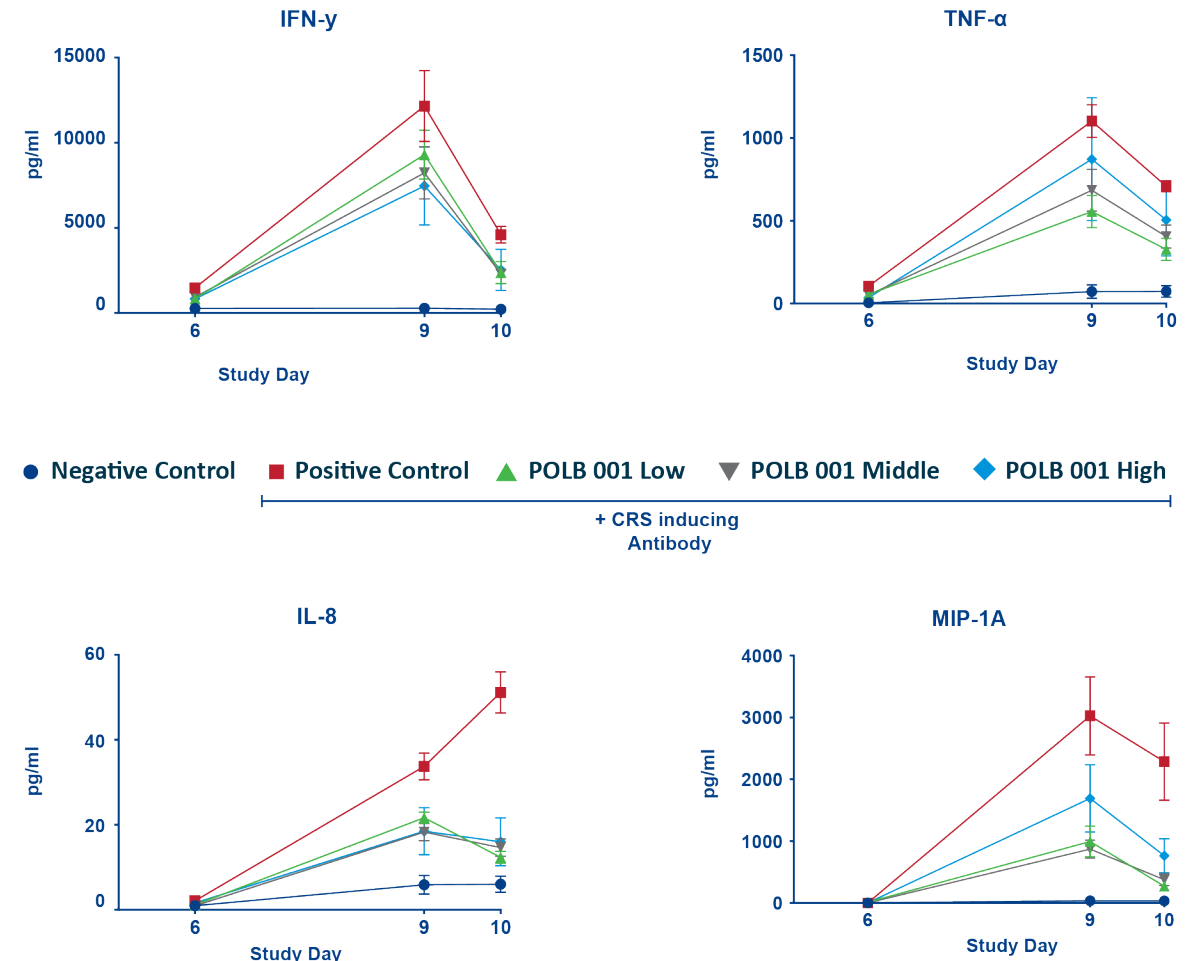 IFN-y
15000
10000
5000
0
pg/ml
6
9
10
Study Day
TNF-α
1500
1000
500
0
pg/ml
6
9
10
Study Day
Negative Control
Positive Control
POLB 001 Low
POLB 001 Middle
POLB 001 High
+ CRS inducing
Antibody
IL-8
60
40
20
0
pg/ml
6
9
10
Study Day
MIP-1A
4000
3000
2000
1000
0
pg/ml
6
9
10
Study Day